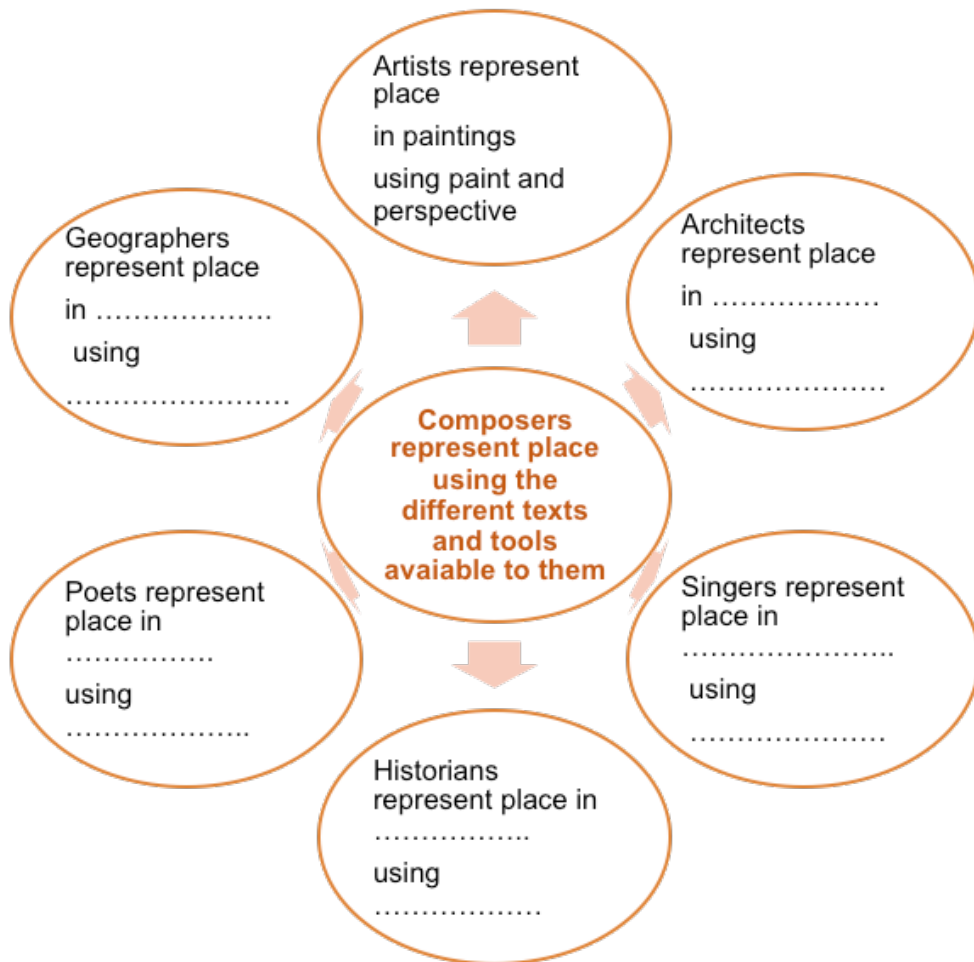 Artists represent
place
in paintings
using paint and
perspective
Architects
represent place
in ………………
using
…………………
Singers represent
place in
…………………..
using
…………………
Historians
represent place in
……………..
using
………………
Poets represent
place in
…………….
using
………………..
Geographers
represent place
in ……………….
using
……………………
Composers
represent place
using the
different texts
and tools
avaiable to them